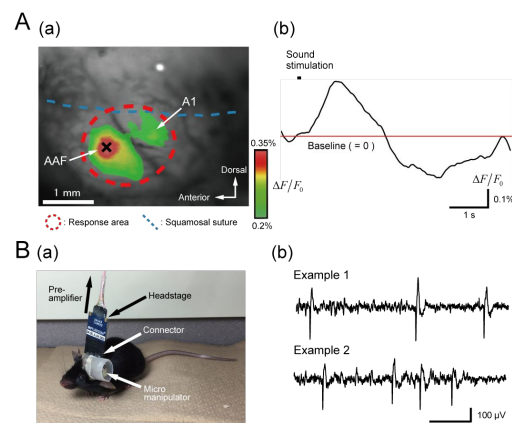 A (a)
A1
AAF
Dorsal
Anterior
1 mm
0.35%
ΔF/F₀
0.2%
: Response area
: Squamosal suture
(b)
Sound
stimulation
Baseline ( = 0 )
ΔF/F₀
0.1%
1 s
B (a)
Pre-
amplifier
Headstage
Connector
Micro
manipulator
(b)
Example 1
Example 2
100 µV